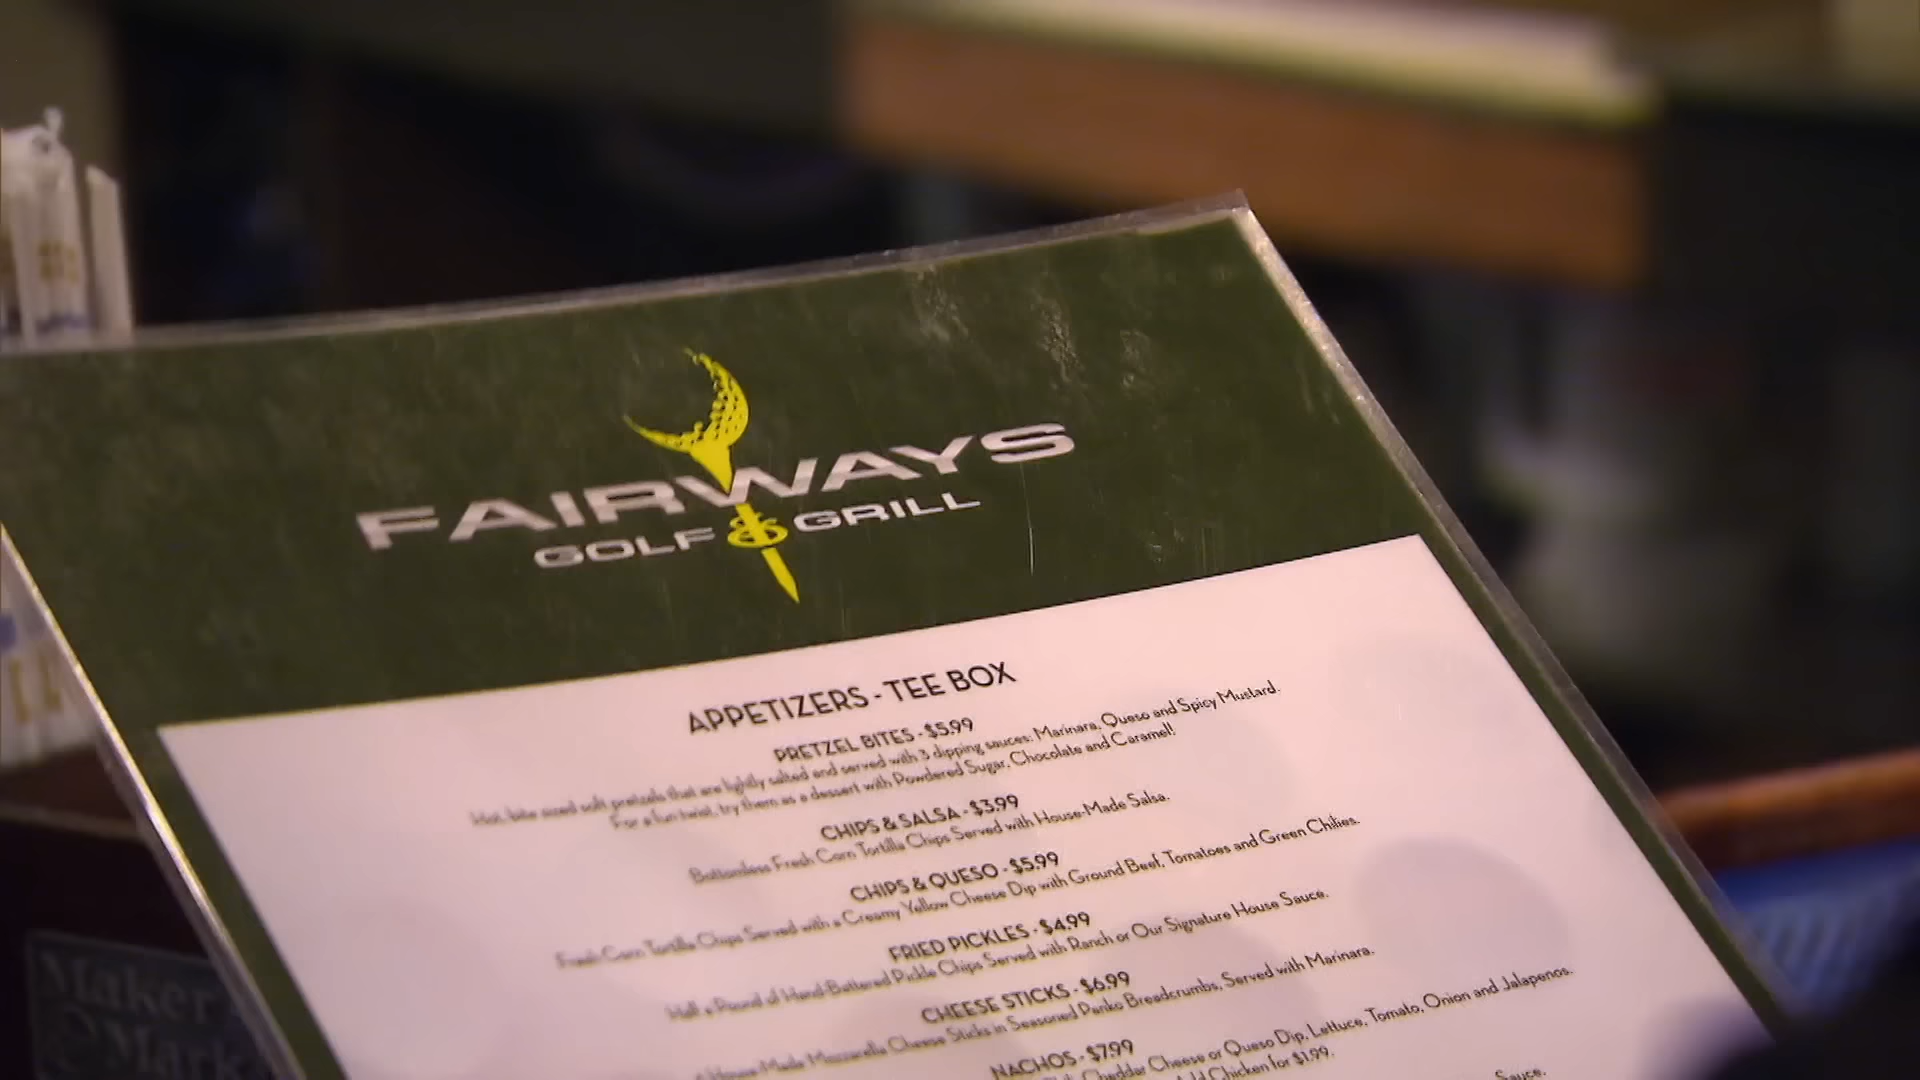 FAIRWAYS
GOLF & GRILL
APPETIZERS - TEE BOX
PRETZEL BITES - $5.99
Hot, bite sized soft pretzels that are lightly salted and served with 3 dipping sauces: Marinara, Queso and Spicy Mustard.
For a fun twist, try them as a dessert with Powdered Sugar, Chocolate and Caramel!
CHIPS & SALSA - $3.99
Bottomless Fresh Corn Tortilla Chips Served with House-Made Salsa.
CHIPS & QUESO - $5.99
Fresh Corn Tortilla Chips Served with a Creamy Yellow Cheese Dip with Ground Beef, Tomatoes and Green Chilies.
FRIED PICKLES - $4.99
Half a Pound of Hand-Battered Pickle Chips Served with Ranch or Our Signature House Sauce.
CHEESE STICKS - $6.99
House-Made Mozzarella Cheese Sticks in Seasoned Panko Breadcrumbs, Served with Marinara.
NACHOS - $7.99
Cheddar Cheese or Queso Dip, Lettuce, Tomato, Onion and Jalapenos.
Add Chicken for $1.99.
Sauce.
Maker
Mark